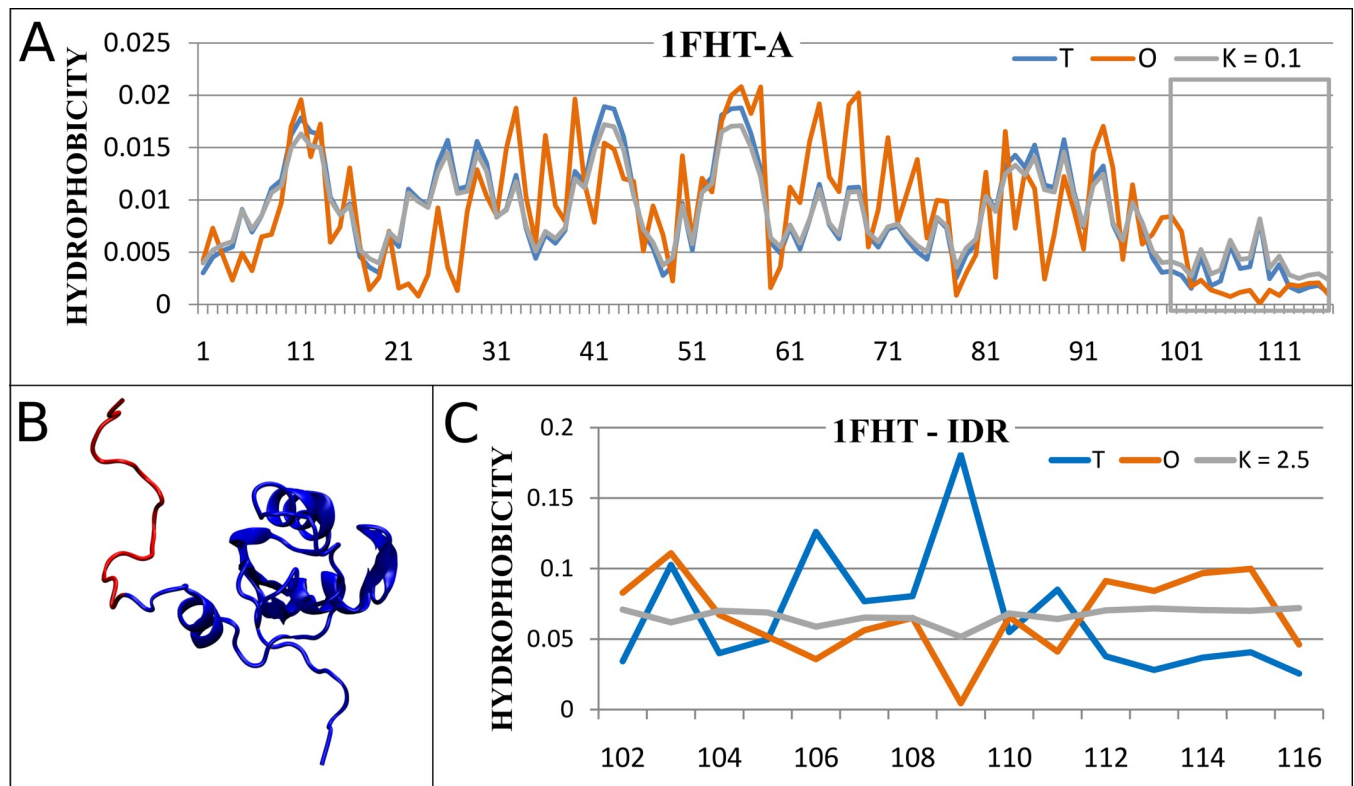 A
1FHT-A
T O K = 0.1
HYDROPHOBICITY
0.025
0.02
0.015
0.01
0.005
0
1 11 21 31 41 51 61 71 81 91 101 111
B
C
1FHT - IDR
T O K = 2.5
HYDROPHOBICITY
0.2
0.15
0.1
0.05
0
102 104 106 108 110 112 114 116